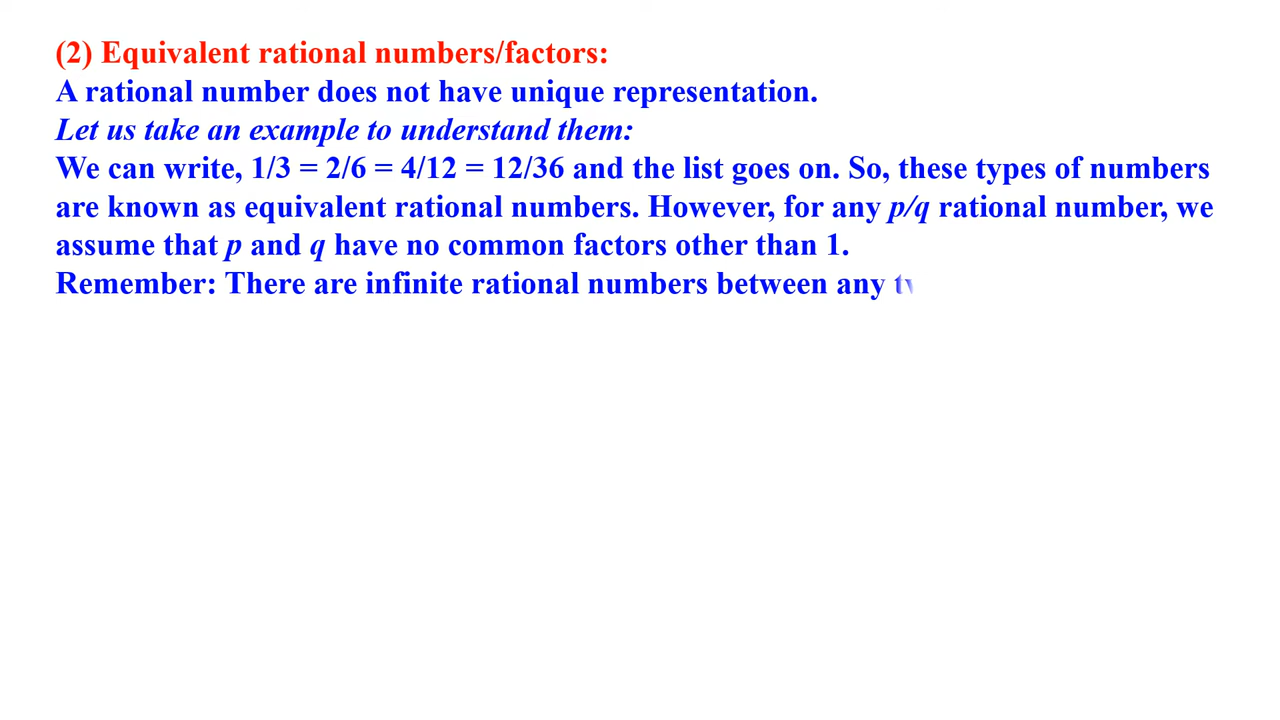 (2) Equivalent rational numbers/factors:
A rational number does not have unique representation.
Let us take an example to understand them:
We can write, 1/3 = 2/6 = 4/12 = 12/36 and the list goes on. So, these types of numbers
are known as equivalent rational numbers. However, for any p/q rational number, we
assume that p and q have no common factors other than 1.
Remember: There are infinite rational numbers between any